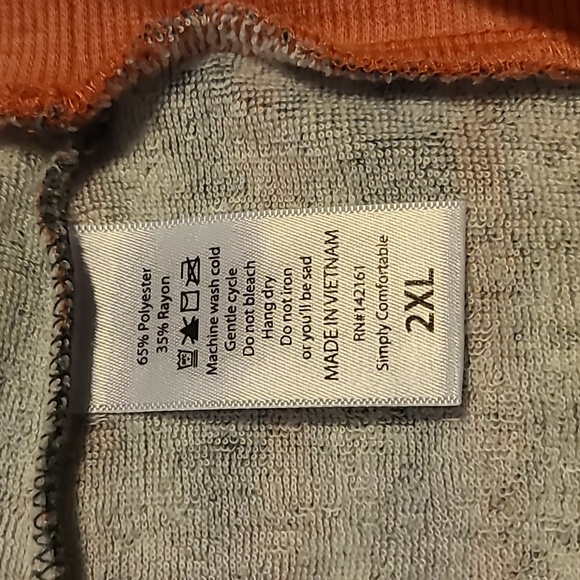 65% Polyester
35% Rayon
Machine wash cold
Gentle cycle
Do not bleach
Hang dry
Do not iron
or you'll be sad
MADE IN VIETNAM
RN#142161
Simply Comfortable
2XL